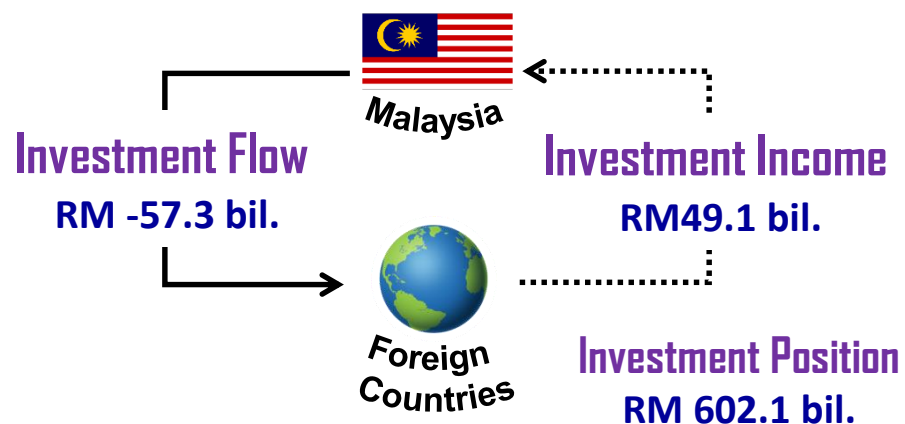 Malaysia
Investment Flow
RM -57.3 bil.
Investment Income
RM49.1 bil.
Foreign
Countries
Investment Position
RM 602.1 bil.